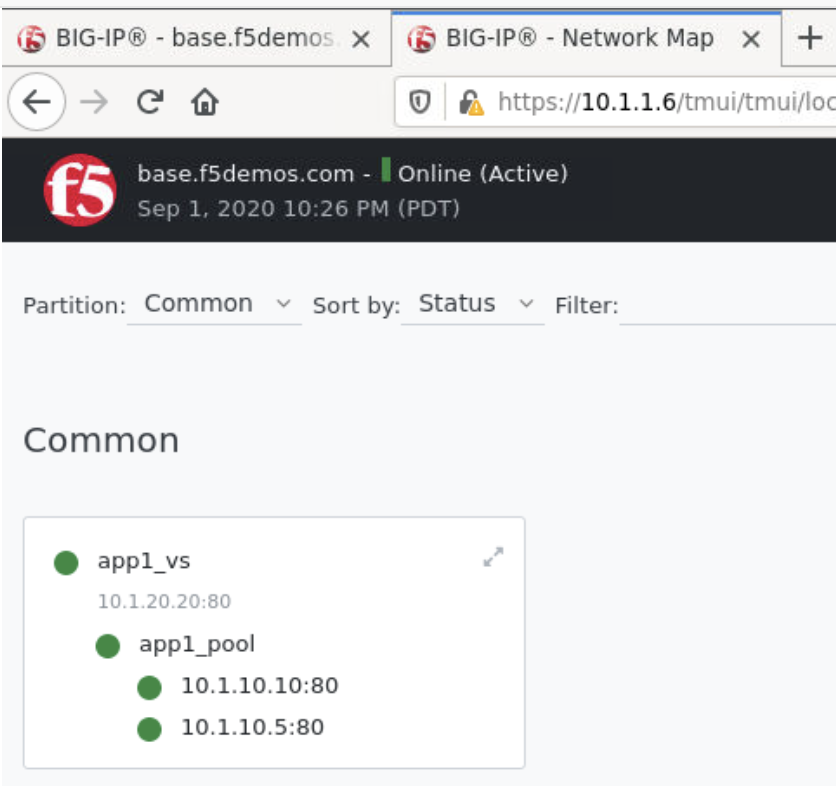 BIG-IP® - base.f5demos. BIG-IP® - Network Map
https://10.1.1.6/tmui/tmui/loc
f5
base.f5demos.com - Online (Active)
Sep 1, 2020 10:26 PM (PDT)
Partition: Common Sort by: Status Filter:
Common
app1_vs
10.1.20.20:80
app1_pool
10.1.10.10:80
10.1.10.5:80